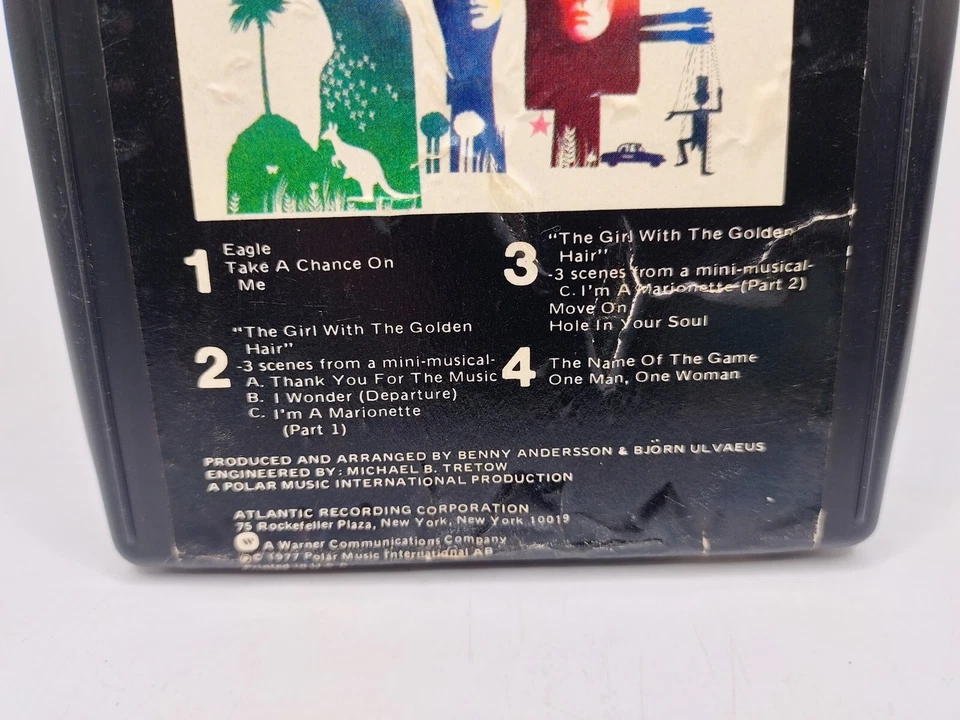 1
Eagle
Take A Chance On
Me
2
"The Girl With The Golden
Hair"
-3 scenes from a mini-musical-
A. Thank You For The Music
B. I Wonder (Departure)
C. I'm A Marionette
(Part 1)
3
"The Girl With The Golden
Hair"
-3 scenes from a mini-musical-
C. I'm A Marionette (Part 2)
Move On
Hole In Your Soul
4
The Name Of The Game
One Man, One Woman
PRODUCED AND ARRANGED BY BENNY ANDERSSON & BJÖRN ULVAEUS
ENGINEERED BY: MICHAEL B. TRETOW
A POLAR MUSIC INTERNATIONAL PRODUCTION
ATLANTIC RECORDING CORPORATION
75 Rockefeller Plaza, New York, New York 10019
W A Warner Communications Company
℗© 1977 Polar Music International AB
Printed in U.S.A.